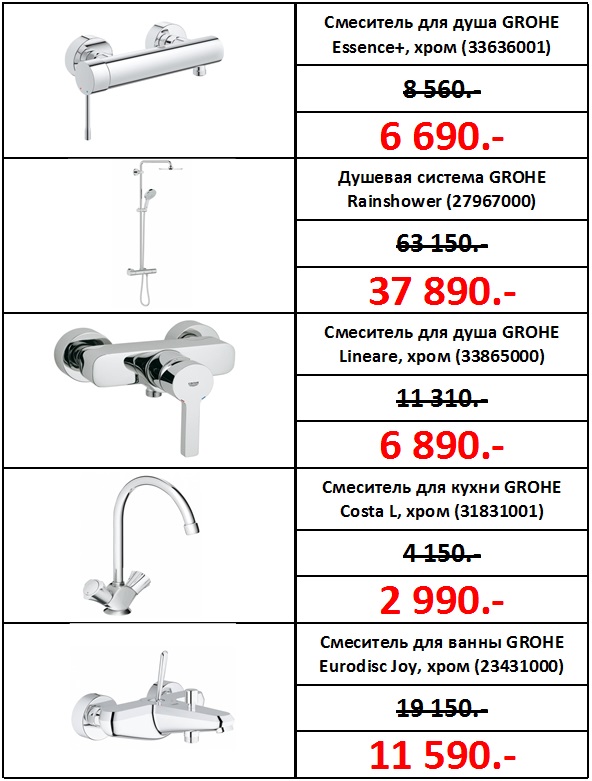 Смеситель для душа GROHE
Essence+, хром (33636001)
8 560.-
6 690.-
Душевая система GROHE
Rainshower (27967000)
63 150.-
37 890.-
Смеситель для душа GROHE
Lineare, хром (33865000)
11 310.-
6 890.-
Смеситель для кухни GROHE
Costa L, хром (31831001)
4 150.-
2 990.-
Смеситель для ванны GROHE
Eurodisc Joy, хром (23431000)
19 150.-
11 590.-